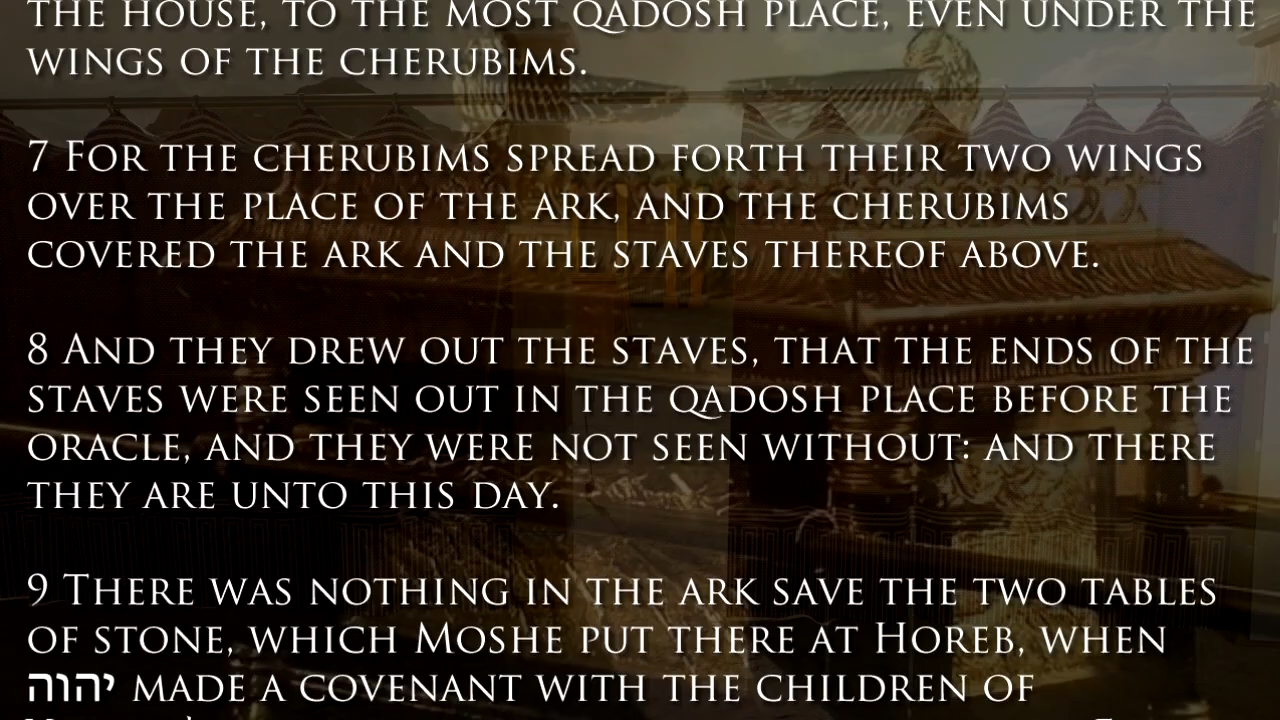 THE HOUSE, TO THE MOST QADOSH PLACE, EVEN UNDER THE
WINGS OF THE CHERUBIMS.
7 FOR THE CHERUBIMS SPREAD FORTH THEIR TWO WINGS
OVER THE PLACE OF THE ARK, AND THE CHERUBIMS
COVERED THE ARK AND THE STAVES THEREOF ABOVE.
8 AND THEY DREW OUT THE STAVES, THAT THE ENDS OF THE
STAVES WERE SEEN OUT IN THE QADOSH PLACE BEFORE THE
ORACLE, AND THEY WERE NOT SEEN WITHOUT: AND THERE
THEY ARE UNTO THIS DAY.
9 THERE WAS NOTHING IN THE ARK SAVE THE TWO TABLES
OF STONE, WHICH MOSHE PUT THERE AT HOREB, WHEN
יהוה MADE A COVENANT WITH THE CHILDREN OF